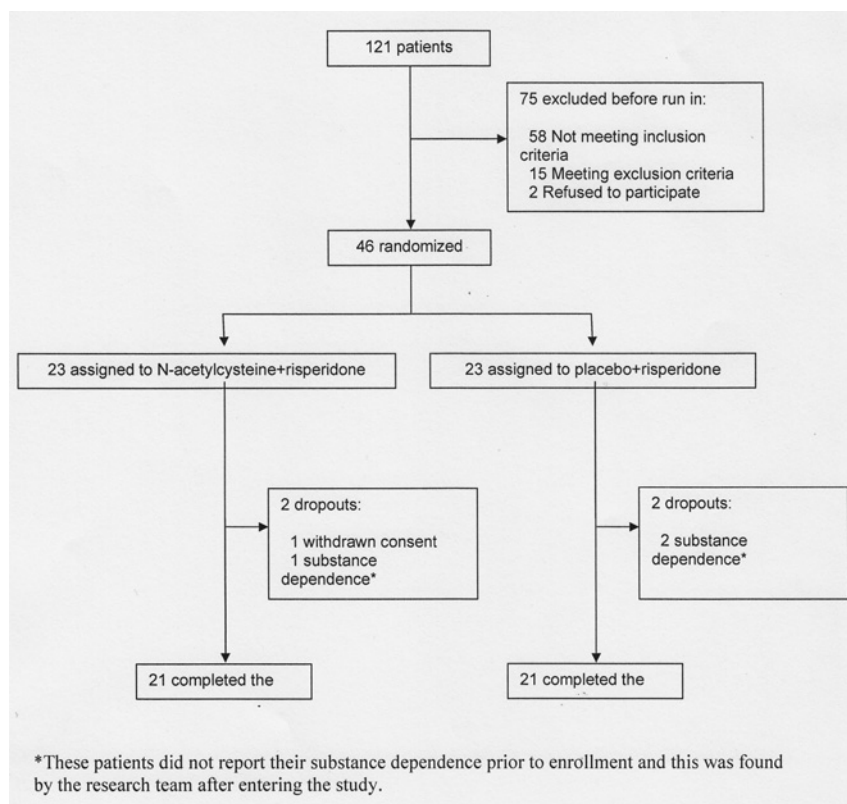 121 patients
75 excluded before run in:
58 Not meeting inclusion
criteria
15 Meeting exclusion criteria
2 Refused to participate
46 randomized
23 assigned to N-acetylcysteine+risperidone
23 assigned to placebo+risperidone
2 dropouts:
1 withdrawn consent
1 substance
dependence*
2 dropouts:
2 substance
dependence*
21 completed the
21 completed the
*These patients did not report their substance dependence prior to enrollment and this was found
by the research team after entering the study.